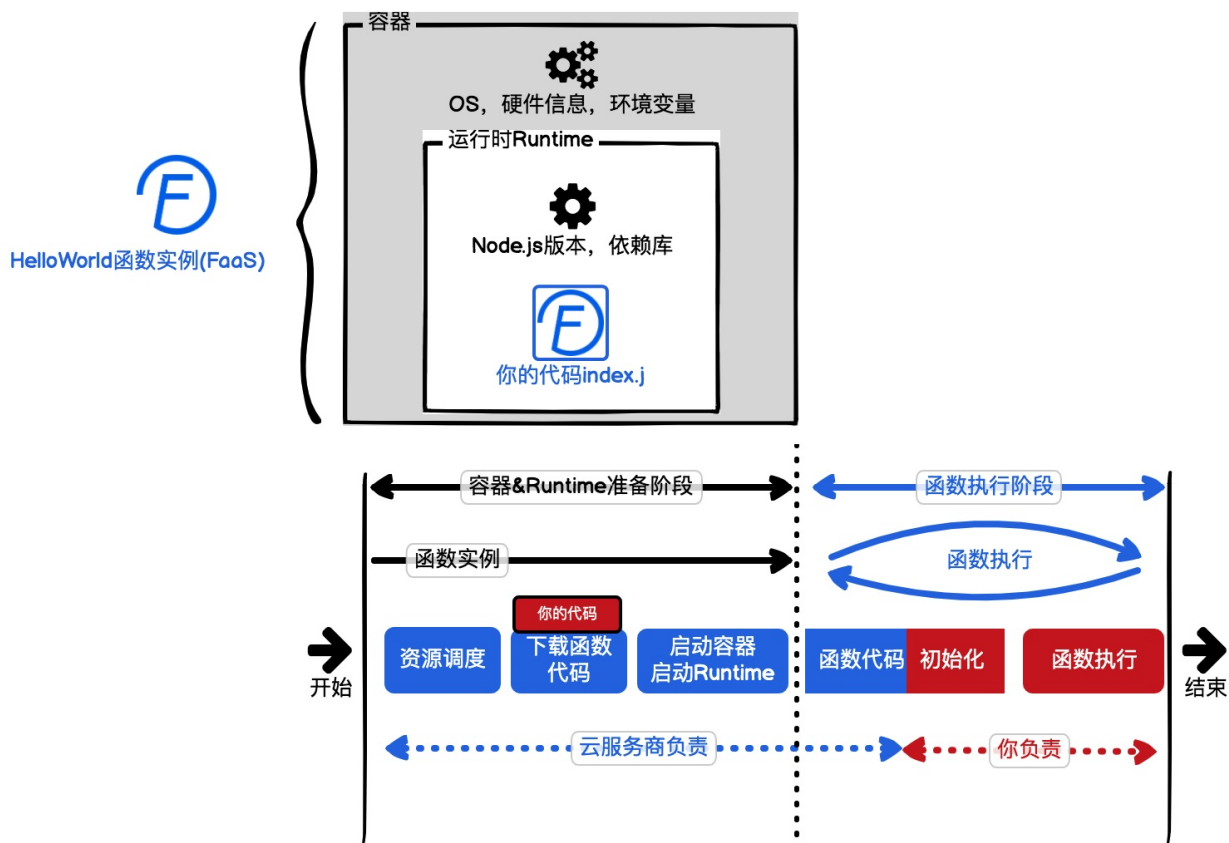 容器
OS，硬件信息，环境变量
运行时Runtime
Node.js版本，依赖库
你的代码index.j
HelloWorld函数实例(FaaS)
容器&Runtime准备阶段
函数执行阶段
函数实例
函数执行
你的代码
开始
资源调度
下载函数
代码
启动容器
启动Runtime
函数代码
初始化
函数执行
结束
云服务商负责
你负责